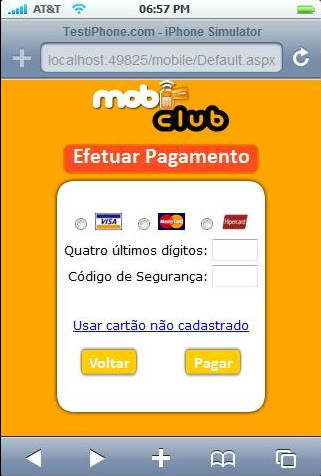 AT&T 06:57 PM
TestiPhone.com - iPhone Simulator
localhost:49825/mobile/Default.aspx
mobi
club
Efetuar Pagamento
VISA MasterCard Hipercard
Quatro últimos dígitos:
Código de Segurança:
Usar cartão não cadastrado
Voltar Pagar